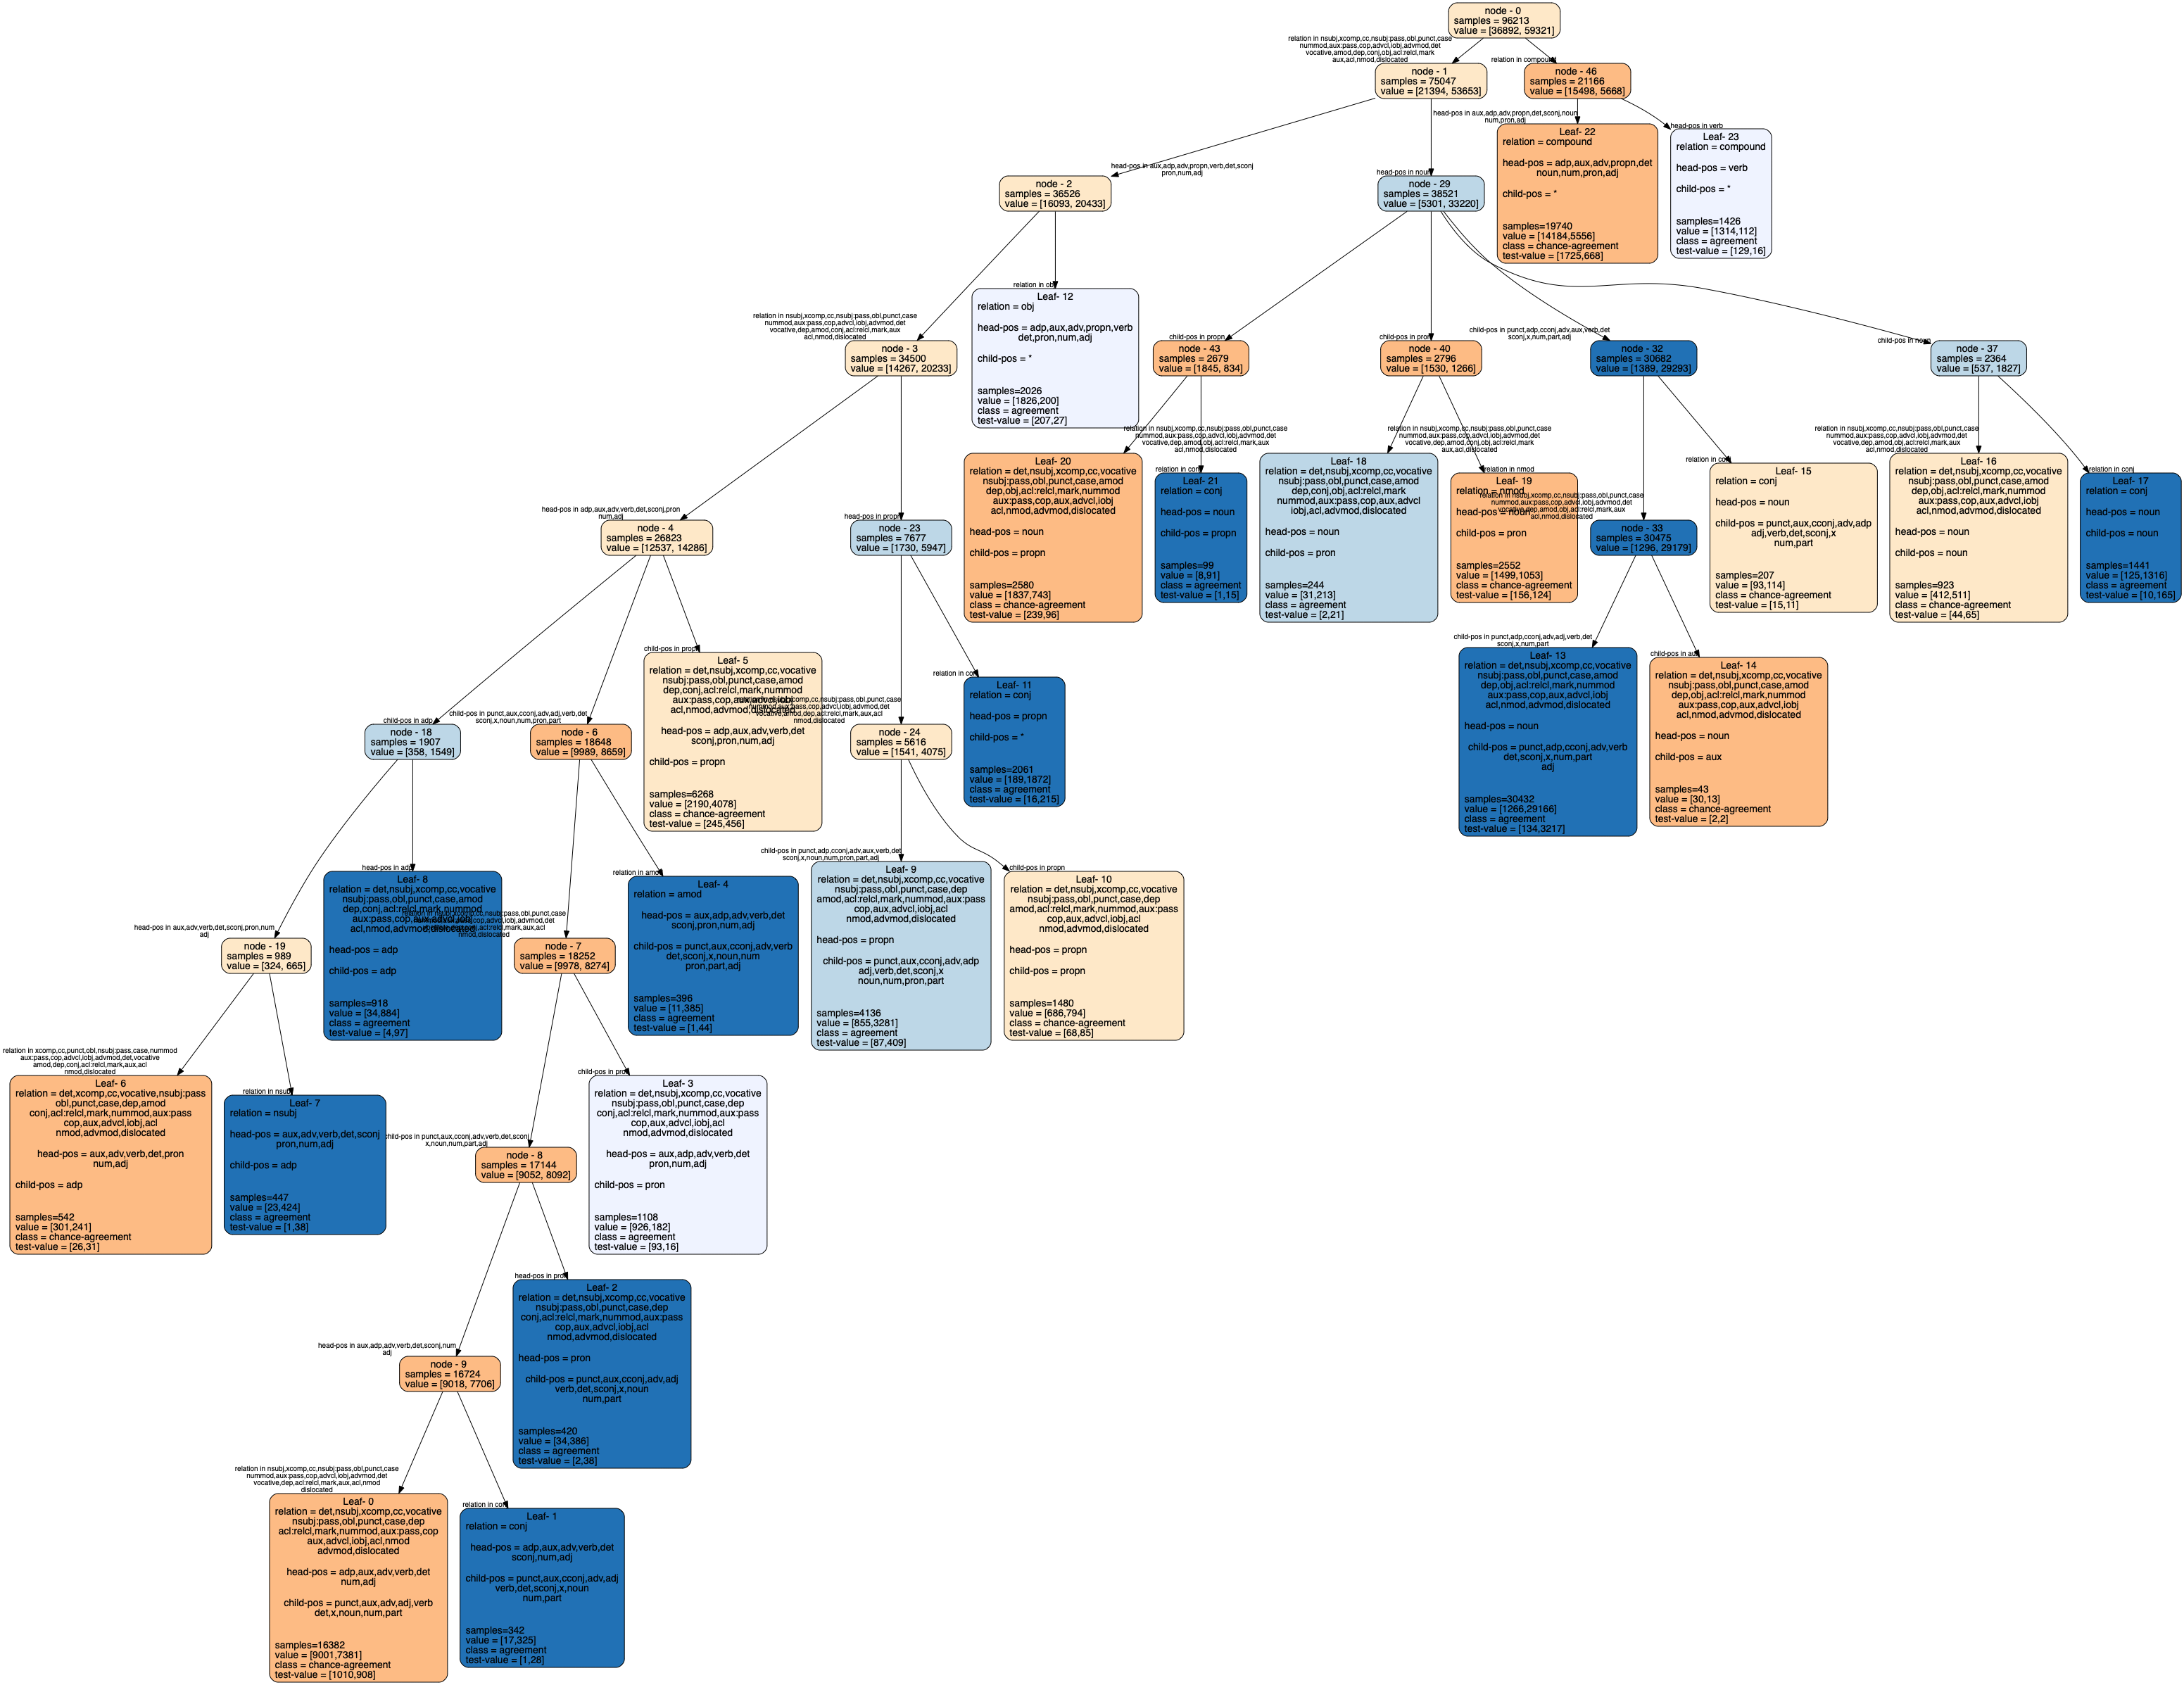 node - 0
samples = 96213
value = [36892, 59321]
relation in nsubj,xcomp,cc,nsubj:pass,obl,punct,case
nummod,aux:pass,cop,advcl,iobj,advmod,det
vocative,amod,dep,conj,obj,acl:relcl,mark
aux,acl,nmod,dislocated
relation in compound
node - 1
samples = 75047
value = [21394, 53653]
node - 46
samples = 21166
value = [15498, 5668]
head-pos in aux,adp,adv,propn,det,sconj,noun
num,pron,adj
head-pos in verb
Leaf- 22
relation = compound
head-pos = adp,aux,adv,propn,det
noun,num,pron,adj
child-pos = *
samples=19740
value = [14184,5556]
class = chance-agreement
test-value = [1725,668]
Leaf- 23
relation = compound
head-pos = verb
child-pos = *
samples=1426
value = [1314,112]
class = agreement
test-value = [129,16]
head-pos in aux,adp,adv,propn,verb,det,sconj
pron,num,adj
head-pos in noun
node - 2
samples = 36526
value = [16093, 20433]
node - 29
samples = 38521
value = [5301, 33220]
relation in obj
Leaf- 12
relation = obj
head-pos = adp,aux,adv,propn,verb
det,pron,num,adj
child-pos = *
samples=2026
value = [1826,200]
class = agreement
test-value = [207,27]
relation in nsubj,xcomp,cc,nsubj:pass,obl,punct,case
nummod,aux:pass,cop,advcl,iobj,advmod,det
vocative,dep,amod,conj,acl:relcl,mark,aux
acl,nmod,dislocated
node - 3
samples = 34500
value = [14267, 20233]
child-pos in propn
node - 43
samples = 2679
value = [1845, 834]
child-pos in pron
node - 40
samples = 2796
value = [1530, 1266]
child-pos in punct,adp,cconj,adv,aux,verb,det
sconj,x,num,part,adj
node - 32
samples = 30682
value = [1389, 29293]
child-pos in noun
node - 37
samples = 2364
value = [537, 1827]
relation in nsubj,xcomp,cc,nsubj:pass,obl,punct,case
nummod,aux:pass,cop,advcl,iobj,advmod,det
vocative,dep,amod,obj,acl:relcl,mark,aux
acl,nmod,dislocated
Leaf- 20
relation = det,nsubj,xcomp,cc,vocative
nsubj:pass,obl,punct,case,amod
dep,obj,acl:relcl,mark,nummod
aux:pass,cop,aux,advcl,iobj
acl,nmod,advmod,dislocated
head-pos = noun
child-pos = propn
samples=2580
value = [1837,743]
class = chance-agreement
test-value = [239,96]
relation in conj
Leaf- 21
relation = conj
head-pos = noun
child-pos = propn
samples=99
value = [8,91]
class = agreement
test-value = [1,15]
relation in nsubj,xcomp,cc,nsubj:pass,obl,punct,case
nummod,aux:pass,cop,advcl,iobj,advmod,det
vocative,dep,amod,conj,obj,acl:relcl,mark
aux,acl,dislocated
Leaf- 18
relation = det,nsubj,xcomp,cc,vocative
nsubj:pass,obl,punct,case,amod
dep,conj,obj,acl:relcl,mark
nummod,aux:pass,cop,aux,advcl
iobj,acl,advmod,dislocated
head-pos = noun
child-pos = pron
samples=244
value = [31,213]
class = agreement
test-value = [2,21]
relation in nmod
Leaf- 19
relation = nmod
head-pos = noun
child-pos = pron
samples=2552
value = [1499,1053]
class = chance-agreement
test-value = [156,124]
relation in nsubj,xcomp,cc,nsubj:pass,obl,punct,case
nummod,aux:pass,cop,advcl,iobj,advmod,det
vocative,dep,amod,obj,acl:relcl,mark,aux
acl,nmod,dislocated
node - 33
samples = 30475
value = [1296, 29179]
relation in conj
Leaf- 15
relation = conj
head-pos = noun
child-pos = punct,aux,cconj,adv,adp
adj,verb,det,sconj,x
num,part
samples=207
value = [93,114]
class = chance-agreement
test-value = [15,11]
relation in nsubj,xcomp,cc,nsubj:pass,obl,punct,case
nummod,aux:pass,cop,advcl,iobj,advmod,det
vocative,dep,amod,obj,acl:relcl,mark,aux
acl,nmod,dislocated
Leaf- 16
relation = det,nsubj,xcomp,cc,vocative
nsubj:pass,obl,punct,case,amod
dep,obj,acl:relcl,mark,nummod
aux:pass,cop,aux,advcl,iobj
acl,nmod,advmod,dislocated
head-pos = noun
child-pos = noun
samples=923
value = [412,511]
class = chance-agreement
test-value = [44,65]
relation in conj
Leaf- 17
relation = conj
head-pos = noun
child-pos = noun
samples=1441
value = [125,1316]
class = agreement
test-value = [10,165]
head-pos in adp,aux,adv,verb,det,sconj,pron
num,adj
node - 4
samples = 26823
value = [12537, 14286]
head-pos in propn
node - 23
samples = 7677
value = [1730, 5947]
child-pos in punct,adp,cconj,adv,adj,verb,det
sconj,x,num,part
Leaf- 13
relation = det,nsubj,xcomp,cc,vocative
nsubj:pass,obl,punct,case,amod
dep,obj,acl:relcl,mark,nummod
aux:pass,cop,aux,advcl,iobj
acl,nmod,advmod,dislocated
head-pos = noun
child-pos = punct,adp,cconj,adv,verb
det,sconj,x,num,part
adj
samples=30432
value = [1266,29166]
class = agreement
test-value = [134,3217]
child-pos in aux
Leaf- 14
relation = det,nsubj,xcomp,cc,vocative
nsubj:pass,obl,punct,case,amod
dep,obj,acl:relcl,mark,nummod
aux:pass,cop,aux,advcl,iobj
acl,nmod,advmod,dislocated
head-pos = noun
child-pos = aux
samples=43
value = [30,13]
class = chance-agreement
test-value = [2,2]
child-pos in propn
Leaf- 5
relation = det,nsubj,xcomp,cc,vocative
nsubj:pass,obl,punct,case,amod
dep,conj,acl:relcl,mark,nummod
aux:pass,cop,aux,advcl,iobj
acl,nmod,advmod,dislocated
head-pos = adp,aux,adv,verb,det
sconj,pron,num,adj
child-pos = propn
samples=6268
value = [2190,4078]
class = chance-agreement
test-value = [245,456]
relation in conj
Leaf- 11
relation = conj
head-pos = propn
child-pos = *
samples=2061
value = [189,1872]
class = agreement
test-value = [16,215]
child-pos in adp
node - 18
samples = 1907
value = [358, 1549]
child-pos in punct,aux,cconj,adv,adj,verb,det
sconj,x,noun,num,pron,part
node - 6
samples = 18648
value = [9989, 8659]
nummod,aux:pass,cop,advcl,iobj,advmod,det
vocative,amod,dep,acl:relcl,mark,aux,acl
nmod,dislocated
node - 24
samples = 5616
value = [1541, 4075]
head-pos in adp
Leaf- 8
relation = det,nsubj,xcomp,cc,vocative
nsubj:pass,obl,punct,case,amod
dep,conj,acl:relcl,mark,nummod
aux:pass,cop,aux,advcl,iobj
acl,nmod,advmod,dislocated
head-pos = adp
child-pos = adp
samples=918
value = [34,884]
class = agreement
test-value = [4,97]
relation in amod
Leaf- 4
relation = amod
head-pos = aux,adp,adv,verb,det
sconj,pron,num,adj
child-pos = punct,aux,cconj,adv,verb
det,sconj,x,noun,num
pron,part,adj
samples=396
value = [11,385]
class = agreement
test-value = [1,44]
child-pos in punct,adp,cconj,adv,aux,verb,det
sconj,x,noun,num,pron,part,adj
Leaf- 9
relation = det,nsubj,xcomp,cc,vocative
nsubj:pass,obl,punct,case,dep
amod,acl:relcl,mark,nummod,aux:pass
cop,aux,advcl,iobj,acl
nmod,advmod,dislocated
head-pos = propn
child-pos = punct,aux,cconj,adv,adp
adj,verb,det,sconj,x
noun,num,pron,part
samples=4136
value = [855,3281]
class = agreement
test-value = [87,409]
child-pos in propn
Leaf- 10
relation = det,nsubj,xcomp,cc,vocative
nsubj:pass,obl,punct,case,dep
amod,acl:relcl,mark,nummod,aux:pass
cop,aux,advcl,iobj,acl
nmod,advmod,dislocated
head-pos = propn
child-pos = propn
samples=1480
value = [686,794]
class = chance-agreement
test-value = [68,85]
head-pos in aux,adv,verb,det,sconj,pron,num
adj
node - 19
samples = 989
value = [324, 665]
nmod,dislocated
node - 7
samples = 18252
value = [9978, 8274]
relation in xcomp,cc,punct,obl,nsubj:pass,case,nummod
aux:pass,cop,advcl,iobj,advmod,det,vocative
amod,dep,conj,acl:relcl,mark,aux,acl
nmod,dislocated
Leaf- 6
relation = det,xcomp,cc,vocative,nsubj:pass
obl,punct,case,dep,amod
conj,acl:relcl,mark,nummod,aux:pass
cop,aux,advcl,iobj,acl
nmod,advmod,dislocated
head-pos = aux,adv,verb,det,pron
num,adj
child-pos = adp
samples=542
value = [301,241]
class = chance-agreement
test-value = [26,31]
relation in nsubj
Leaf- 7
relation = nsubj
head-pos = aux,adv,verb,det,sconj
pron,num,adj
child-pos = adp
samples=447
value = [23,424]
class = agreement
test-value = [1,38]
child-pos in pron
Leaf- 3
relation = det,nsubj,xcomp,cc,vocative
nsubj:pass,obl,punct,case,dep
conj,acl:relcl,mark,nummod,aux:pass
cop,aux,advcl,iobj,acl
nmod,advmod,dislocated
head-pos = aux,adp,adv,verb,det
pron,num,adj
child-pos = pron
samples=1108
value = [926,182]
class = agreement
test-value = [93,16]
child-pos in punct,aux,cconj,adv,verb,det,sconj
x,noun,num,part,adj
node - 8
samples = 17144
value = [9052, 8092]
head-pos in pron
Leaf- 2
relation = det,nsubj,xcomp,cc,vocative
nsubj:pass,obl,punct,case,dep
conj,acl:relcl,mark,nummod,aux:pass
cop,aux,advcl,iobj,acl
nmod,advmod,dislocated
head-pos = pron
child-pos = punct,aux,cconj,adv,adj
verb,det,sconj,x,noun
num,part
samples=420
value = [34,386]
class = agreement
test-value = [2,38]
head-pos in aux,adp,adv,verb,det,sconj,num
adj
node - 9
samples = 16724
value = [9018, 7706]
relation in nsubj,xcomp,cc,nsubj:pass,obl,punct,case
nummod,aux:pass,cop,advcl,iobj,advmod,det
vocative,dep,acl:relcl,mark,aux,acl,nmod
dislocated
Leaf- 0
relation = det,nsubj,xcomp,cc,vocative
nsubj:pass,obl,punct,case,dep
acl:relcl,mark,nummod,aux:pass,cop
aux,advcl,iobj,acl,nmod
advmod,dislocated
head-pos = adp,aux,adv,verb,det
num,adj
child-pos = punct,aux,adv,adj,verb
det,x,noun,num,part
samples=16382
value = [9001,7381]
class = chance-agreement
test-value = [1010,908]
relation in conj
Leaf- 1
relation = conj
head-pos = adp,aux,adv,verb,det
sconj,num,adj
child-pos = punct,aux,cconj,adv,adj
verb,det,sconj,x,noun
num,part
samples=342
value = [17,325]
class = agreement
test-value = [1,28]